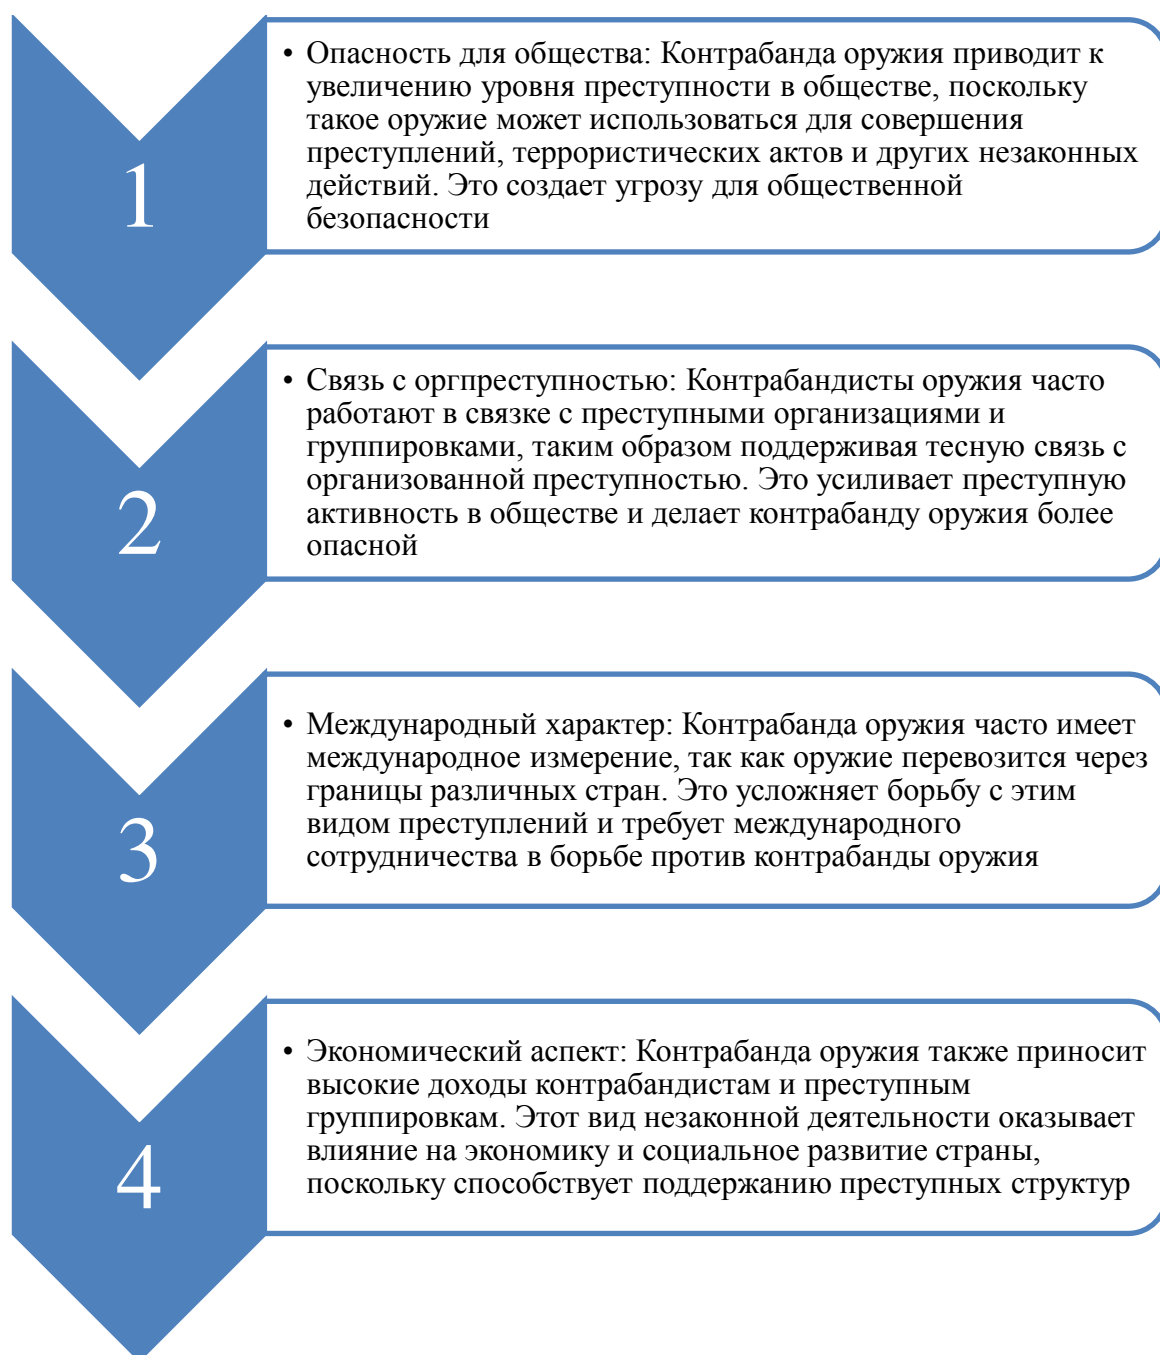 1
• Опасность для общества: Контрабанда оружия приводит к
увеличению уровня преступности в обществе, поскольку
такое оружие может использоваться для совершения
преступлений, террористических актов и других незаконных
действий. Это создает угрозу для общественной
безопасности
2
• Связь с оргпреступностью: Контрабандисты оружия часто
работают в связке с преступными организациями и
группировками, таким образом поддерживая тесную связь с
организованной преступностью. Это усиливает преступную
активность в обществе и делает контрабанду оружия более
опасной
3
• Международный характер: Контрабанда оружия часто имеет
международное измерение, так как оружие перевозится через
границы различных стран. Это усложняет борьбу с этим
видом преступлений и требует международного
сотрудничества в борьбе против контрабанды оружия
4
• Экономический аспект: Контрабанда оружия также приносит
высокие доходы контрабандистам и преступным
группировкам. Этот вид незаконной деятельности оказывает
влияние на экономику и социальное развитие страны,
поскольку способствует поддержанию преступных структур